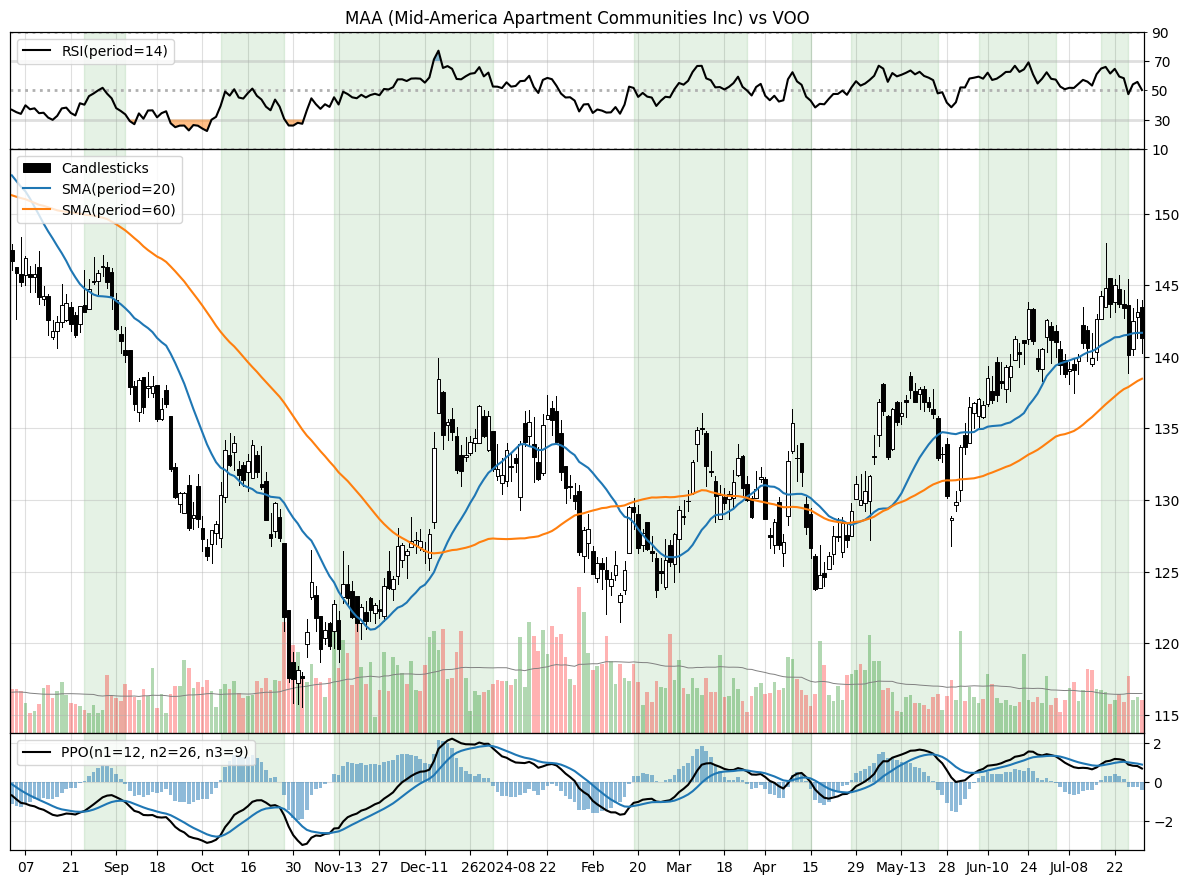 MAA (Mid-America Apartment Communities Inc) vs VOO
RSI(period=14)
90
70
50
30
10
Candlesticks
SMA(period=20)
SMA(period=60)
150
145
140
135
130
125
120
115
PPO(n1=12, n2=26, n3=9)
2
0
−2
07 21 Sep 18 Oct 16 30 Nov-13 27 Dec-11 26 2024-08 22 Feb 20 Mar 18 Apr 15 29 May-13 28 Jun-10 24 Jul-08 22